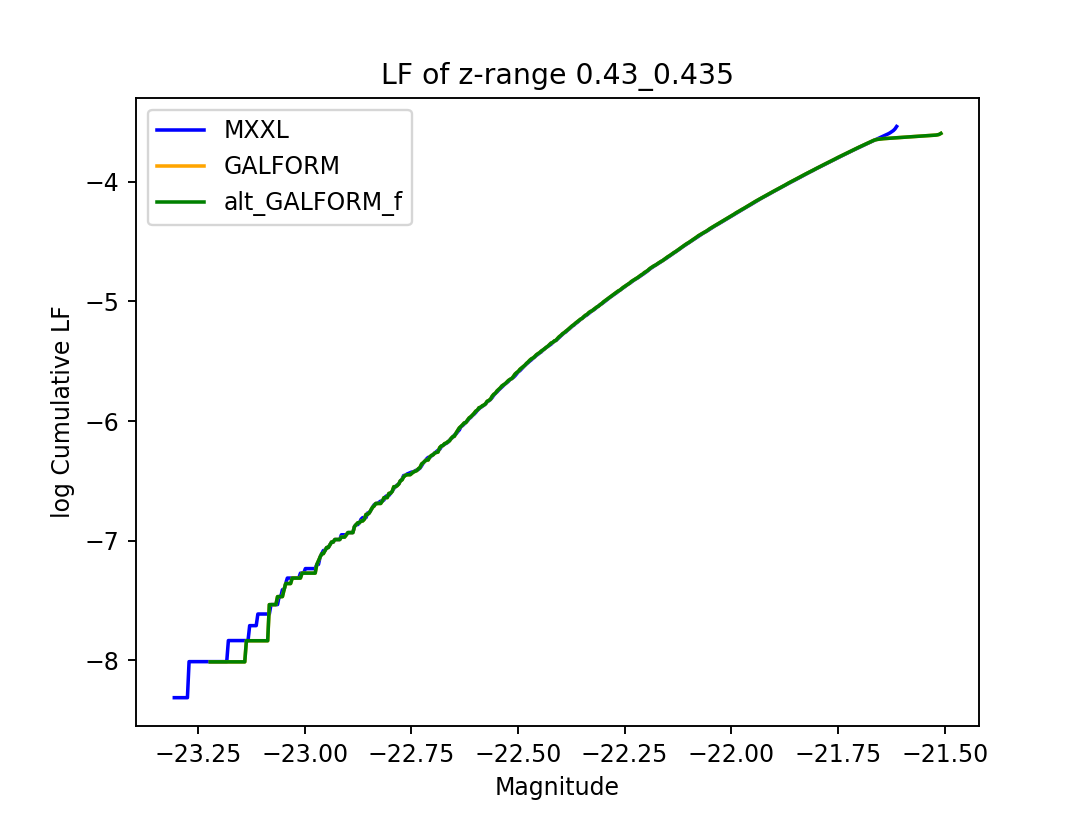 LF of z-range 0.43_0.435
MXXL
GALFORM
alt_GALFORM_f
log Cumulative LF
−4
−5
−6
−7
−8
−23.25
−23.00
−22.75
−22.50
−22.25
−22.00
−21.75
−21.50
Magnitude